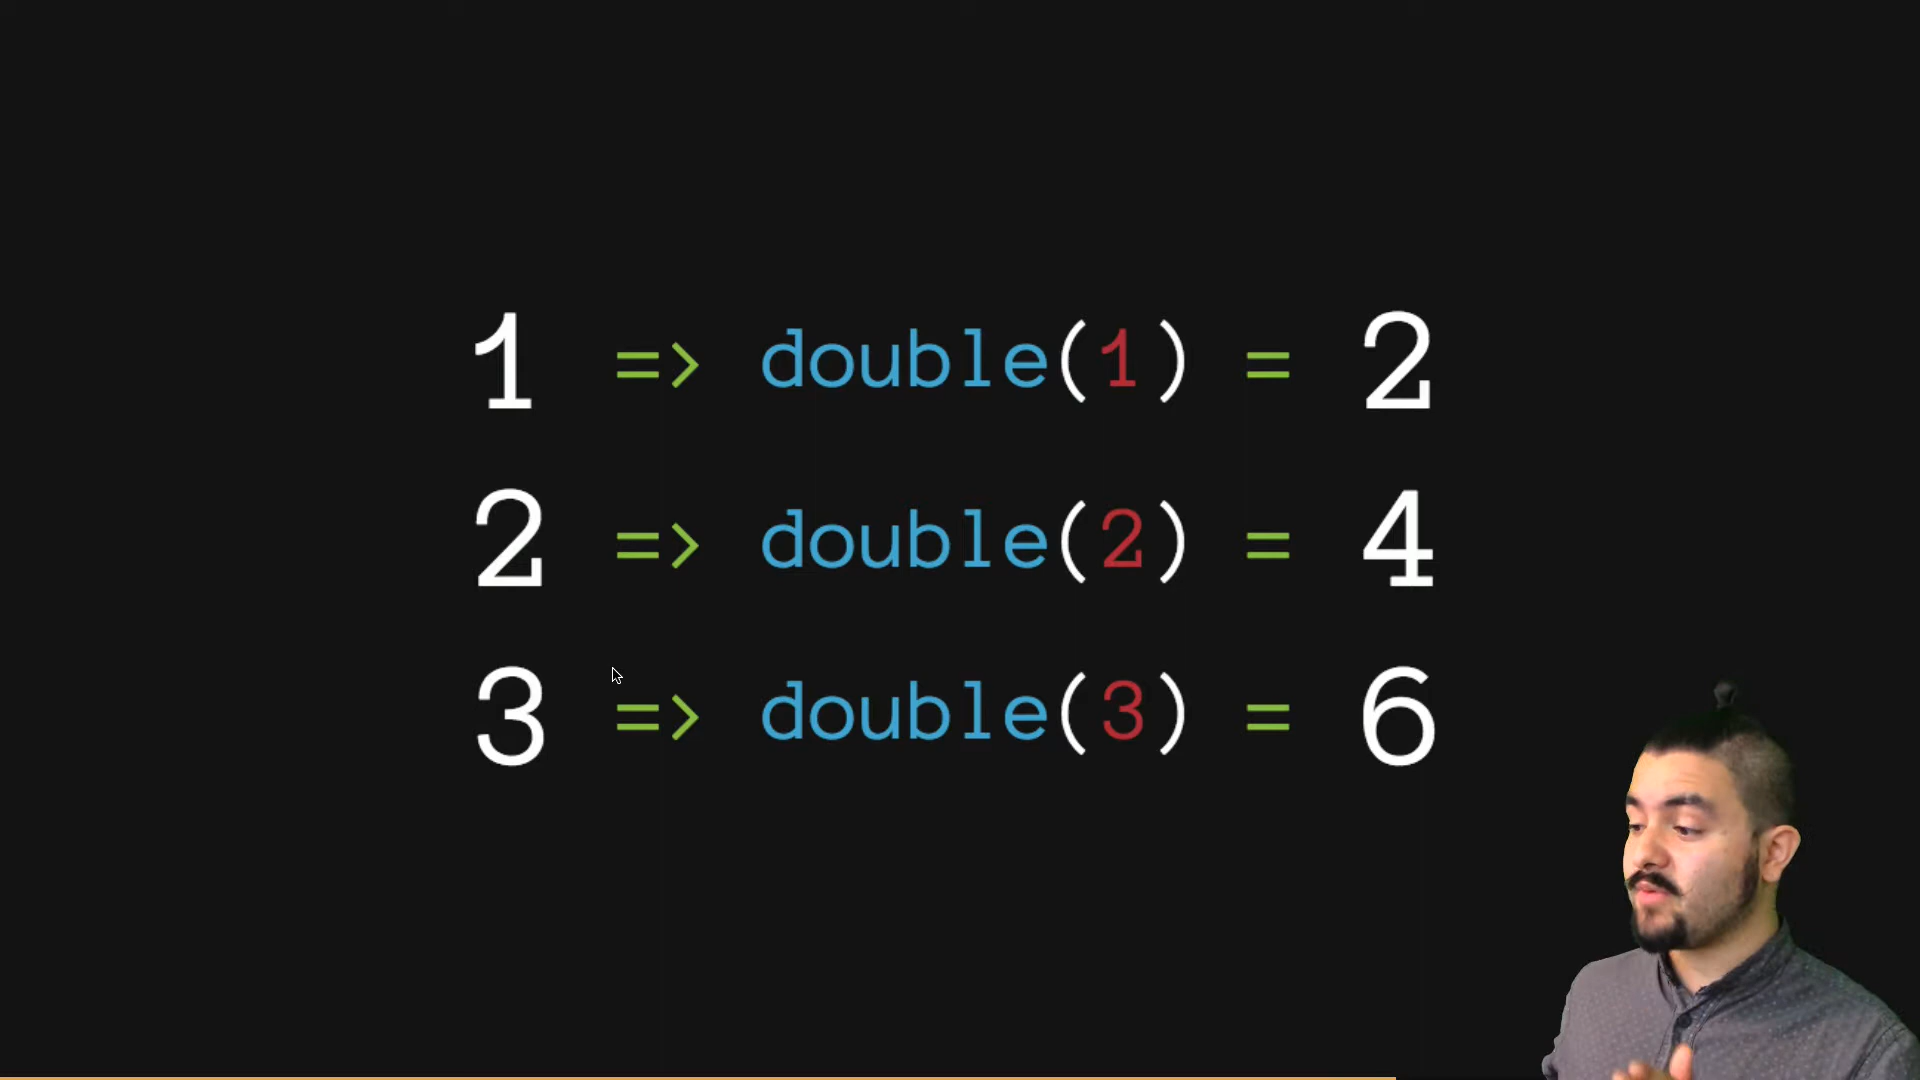 1 => double(1) = 2
2 => double(2) = 4
3 => double(3) = 6